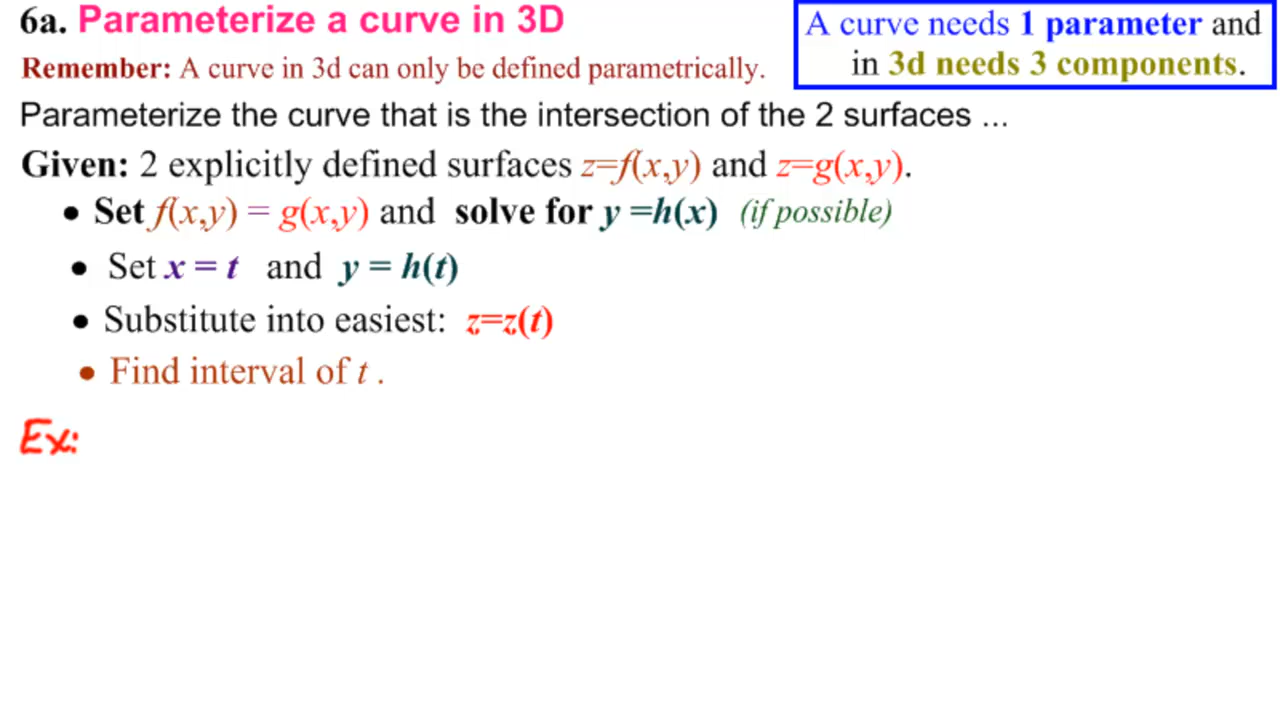 6a. Parameterize a curve in 3D
A curve needs 1 parameter and
in 3d needs 3 components.
Remember: A curve in 3d can only be defined parametrically.
Parameterize the curve that is the intersection of the 2 surfaces ...
Given: 2 explicitly defined surfaces z=f(x,y) and z=g(x,y).
• Set f(x,y) = g(x,y) and solve for y =h(x) (if possible)
• Set x = t and y = h(t)
• Substitute into easiest: z=z(t)
• Find interval of t .
Ex: